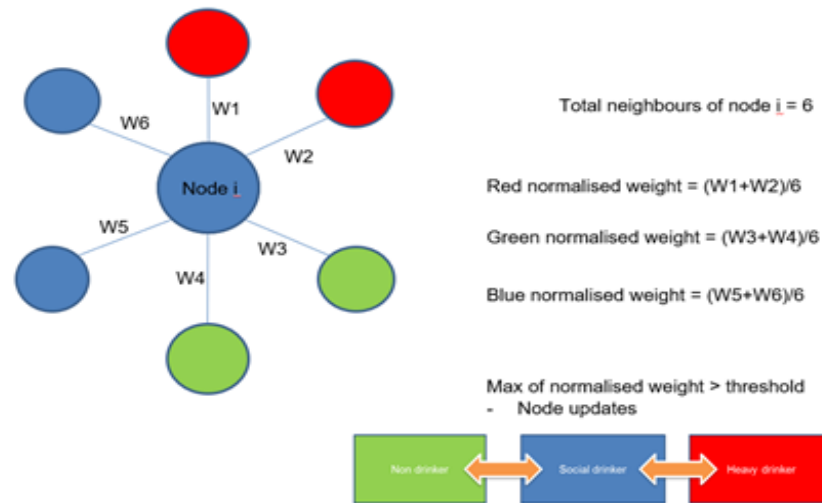 W1
W6
Total neighbours of node i = 6
W2
Node i
Red normalised weight = (W1+W2)/6
W5
W3
Green normalised weight = (W3+W4)/6
W4
Blue normalised weight = (W5+W6)/6
Max of normalised weight > threshold
- Node updates
Non drinker
Social drinker
Heavy drinker